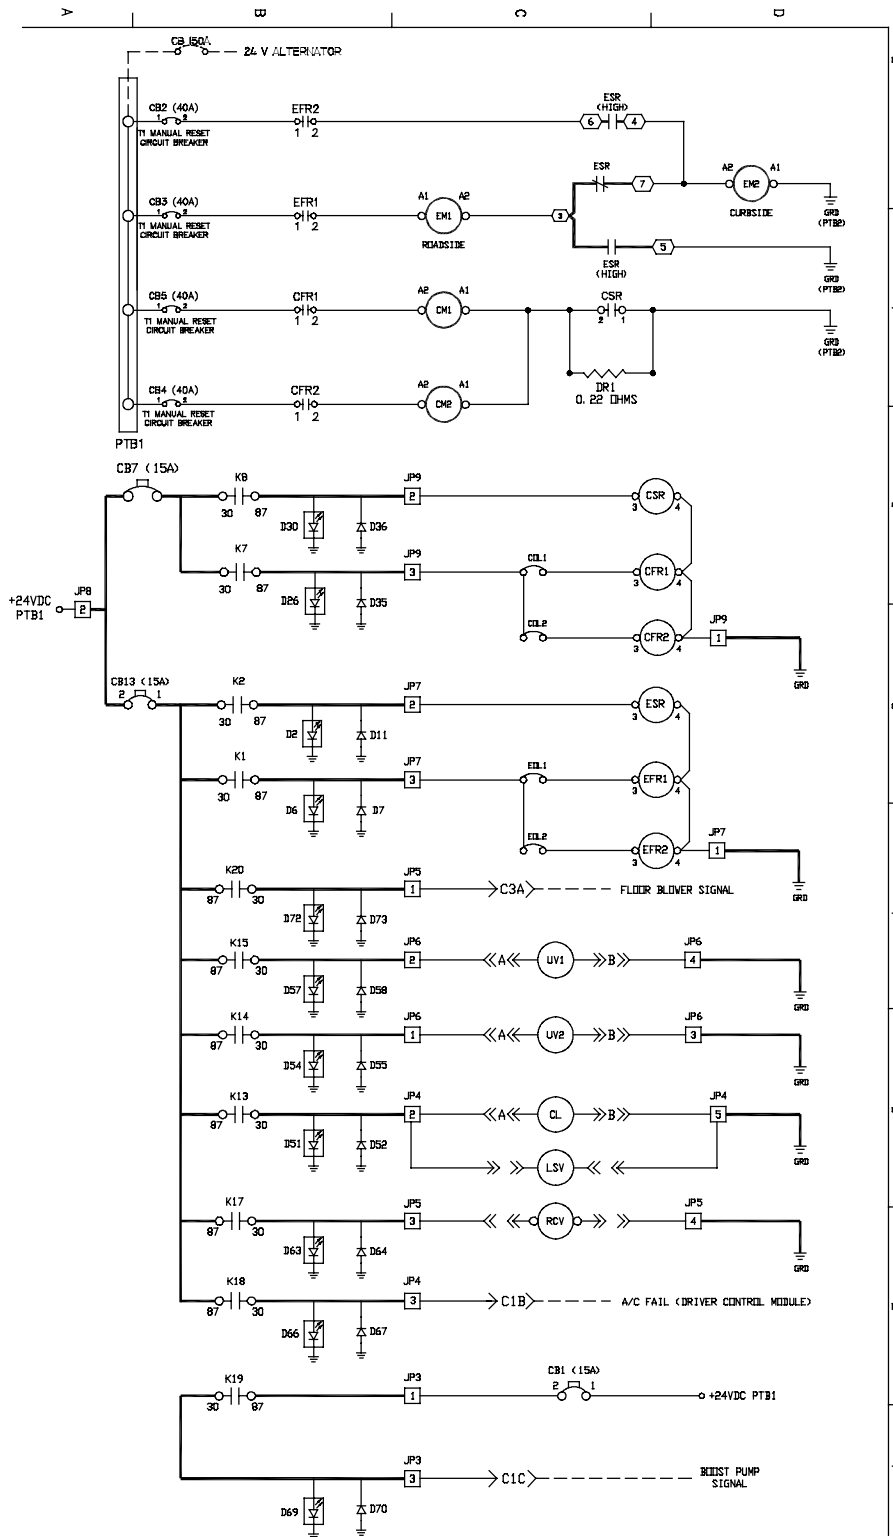 A B C D
CB 150A
24 V ALTERNATOR
CB2 (40A)
1 2
T1 MANUAL RESET
CIRCUIT BREAKER
EFR2
1 2
ESR
(HIGH)
6 4
CB3 (40A)
1 2
T1 MANUAL RESET
CIRCUIT BREAKER
EFR1
1 2
A1 A2
EM1
ROADSIDE
3
ESR
7
A2 A1
EM2
CURBSIDE
GRD
(PTB2)
5
ESR
(HIGH)
GRD
(PTB2)
CB5 (40A)
1 2
T1 MANUAL RESET
CIRCUIT BREAKER
CFR1
1 2
A2 A1
CM1
CSR
2 1
GRD
(PTB2)
DR1
0.22 OHMS
CB4 (40A)
1 2
T1 MANUAL RESET
CIRCUIT BREAKER
CFR2
1 2
A2 A1
CM2
PTB1
CB7 (15A)
K8
30 87
D30 D36
JP9
2
3 CSR 4
K7
30 87
D26 D35
JP9
3
COL1
3 CFR1 4
COL2
3 CFR2 4
JP9
1
GRD
+24VDC
PTB1
JP8
2
CB13 (15A)
2 1
K2
30 87
D2 D11
JP7
2
3 ESR 4
K1
30 87
D6 D7
JP7
3
EOL1
3 EFR1 4
EOL2
3 EFR2 4
JP7
1
GRD
K20
87 30
D72 D73
JP5
1
C3A
FLOOR BLOWER SIGNAL
K15
87 30
D57 D58
JP6
2
A UV1 B
JP6
4
GRD
K14
87 30
D54 D55
JP6
1
A UV2 B
JP6
3
GRD
K13
87 30
D51 D52
JP4
2
A CL B
JP4
5
GRD
LSV
K17
87 30
D63 D64
JP5
3
RCV
JP5
4
GRD
K18
87 30
D66 D67
JP4
3
C1B
A/C FAIL (DRIVER CONTROL MODULE)
K19
30 87
JP3
1
CB1 (15A)
2 1
+24VDC PTB1
JP3
3
C1C
BOOST PUMP
SIGNAL
D69 D70